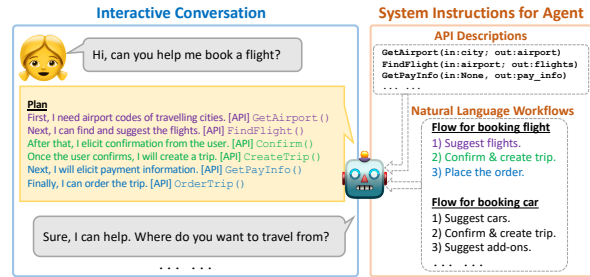 Interactive Conversation
Hi, can you help me book a flight?
Plan
First, I need airport codes of travelling cities. [API] GetAirport()
Next, I can find and suggest the flights. [API] FindFlight()
After that, I elicit confirmation from the user. [API] Confirm()
Once the user confirms, I will create a trip. [API] CreateTrip()
Next, I will elicit payment information. [API] GetPayInfo()
Finally, I can order the trip. [API] OrderTrip()
Sure, I can help. Where do you want to travel from?
... ...
System Instructions for Agent
API Descriptions
GetAirport(in:city; out:airport)
FindFlight(in:airport; out:flights)
GetPayInfo(in:None, out:pay_info)
... ...
Natural Language Workflows
Flow for booking flight
1) Suggest flights.
2) Confirm & create trip.
3) Place the order.
Flow for booking car
1) Suggest cars.
2) Confirm & create trip.
3) Suggest add-ons.
... ...